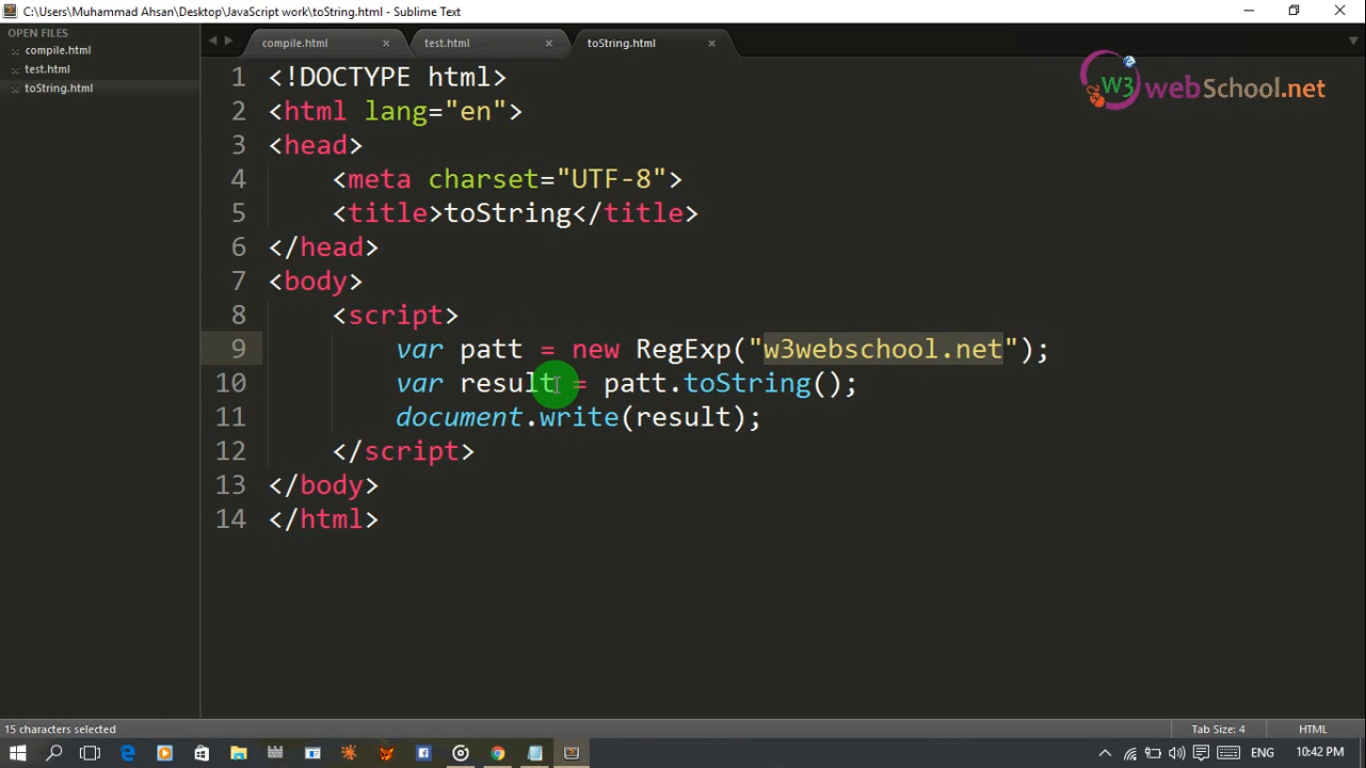 C:\Users\Muhammad Ahsan\Desktop\JavaScript work\toString.html - Sublime Text
OPEN FILES
compile.html
test.html
toString.html
compile.html test.html toString.html
W3webSchool.net
1 <!DOCTYPE html>
2 <html lang="en">
3 <head>
4 <meta charset="UTF-8">
5 <title>toString</title>
6 </head>
7 <body>
8 <script>
9 var patt = new RegExp("w3webschool.net");
10 var result = patt.toString();
11 document.write(result);
12 </script>
13 </body>
14 </html>
15 characters selected Tab Size: 4 HTML
ENG 10:42 PM